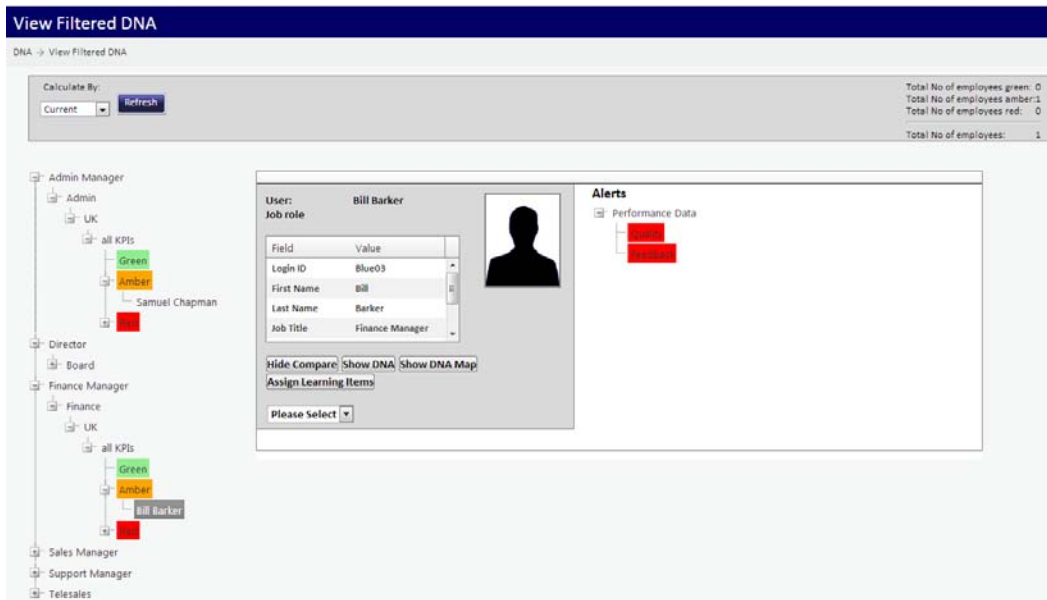 View Filtered DNA
DNA → View Filtered DNA
Calculate By:
Current
Refresh
Total No of employees green: 0
Total No of employees amber:1
Total No of employees red: 0
Total No of employees: 1
Admin Manager
Admin
UK
all KPIs
Green
Amber
Samuel Chapman
Red
Director
Board
Finance Manager
Finance
UK
all KPIs
Green
Amber
Bill Barker
Red
Sales Manager
Support Manager
Telesales
User: Bill Barker
Job role
Field Value
Login ID Blue03
First Name Bill
Last Name Barker
Job Title Finance Manager
Hide Compare Show DNA Show DNA Map
Assign Learning Items
Please Select
Alerts
Performance Data
Quality
Feedback